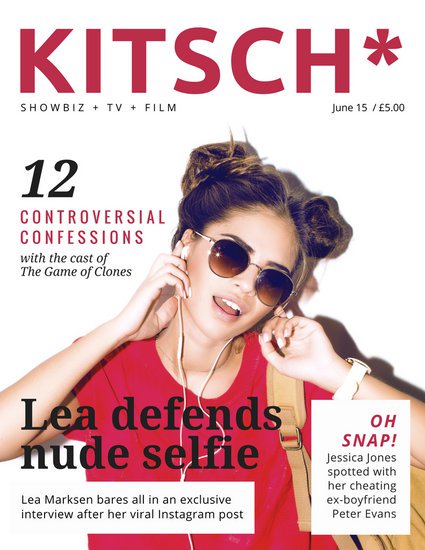 KITSCH*
SHOWBIZ + TV + FILM
June 15 / £5.00
12
CONTROVERSIAL
CONFESSIONS
with the cast of
The Game of Clones
Lea defends
nude selfie
Lea Marksen bares all in an exclusive
interview after her viral Instagram post
OH
SNAP!
Jessica Jones
spotted with
her cheating
ex-boyfriend
Peter Evans